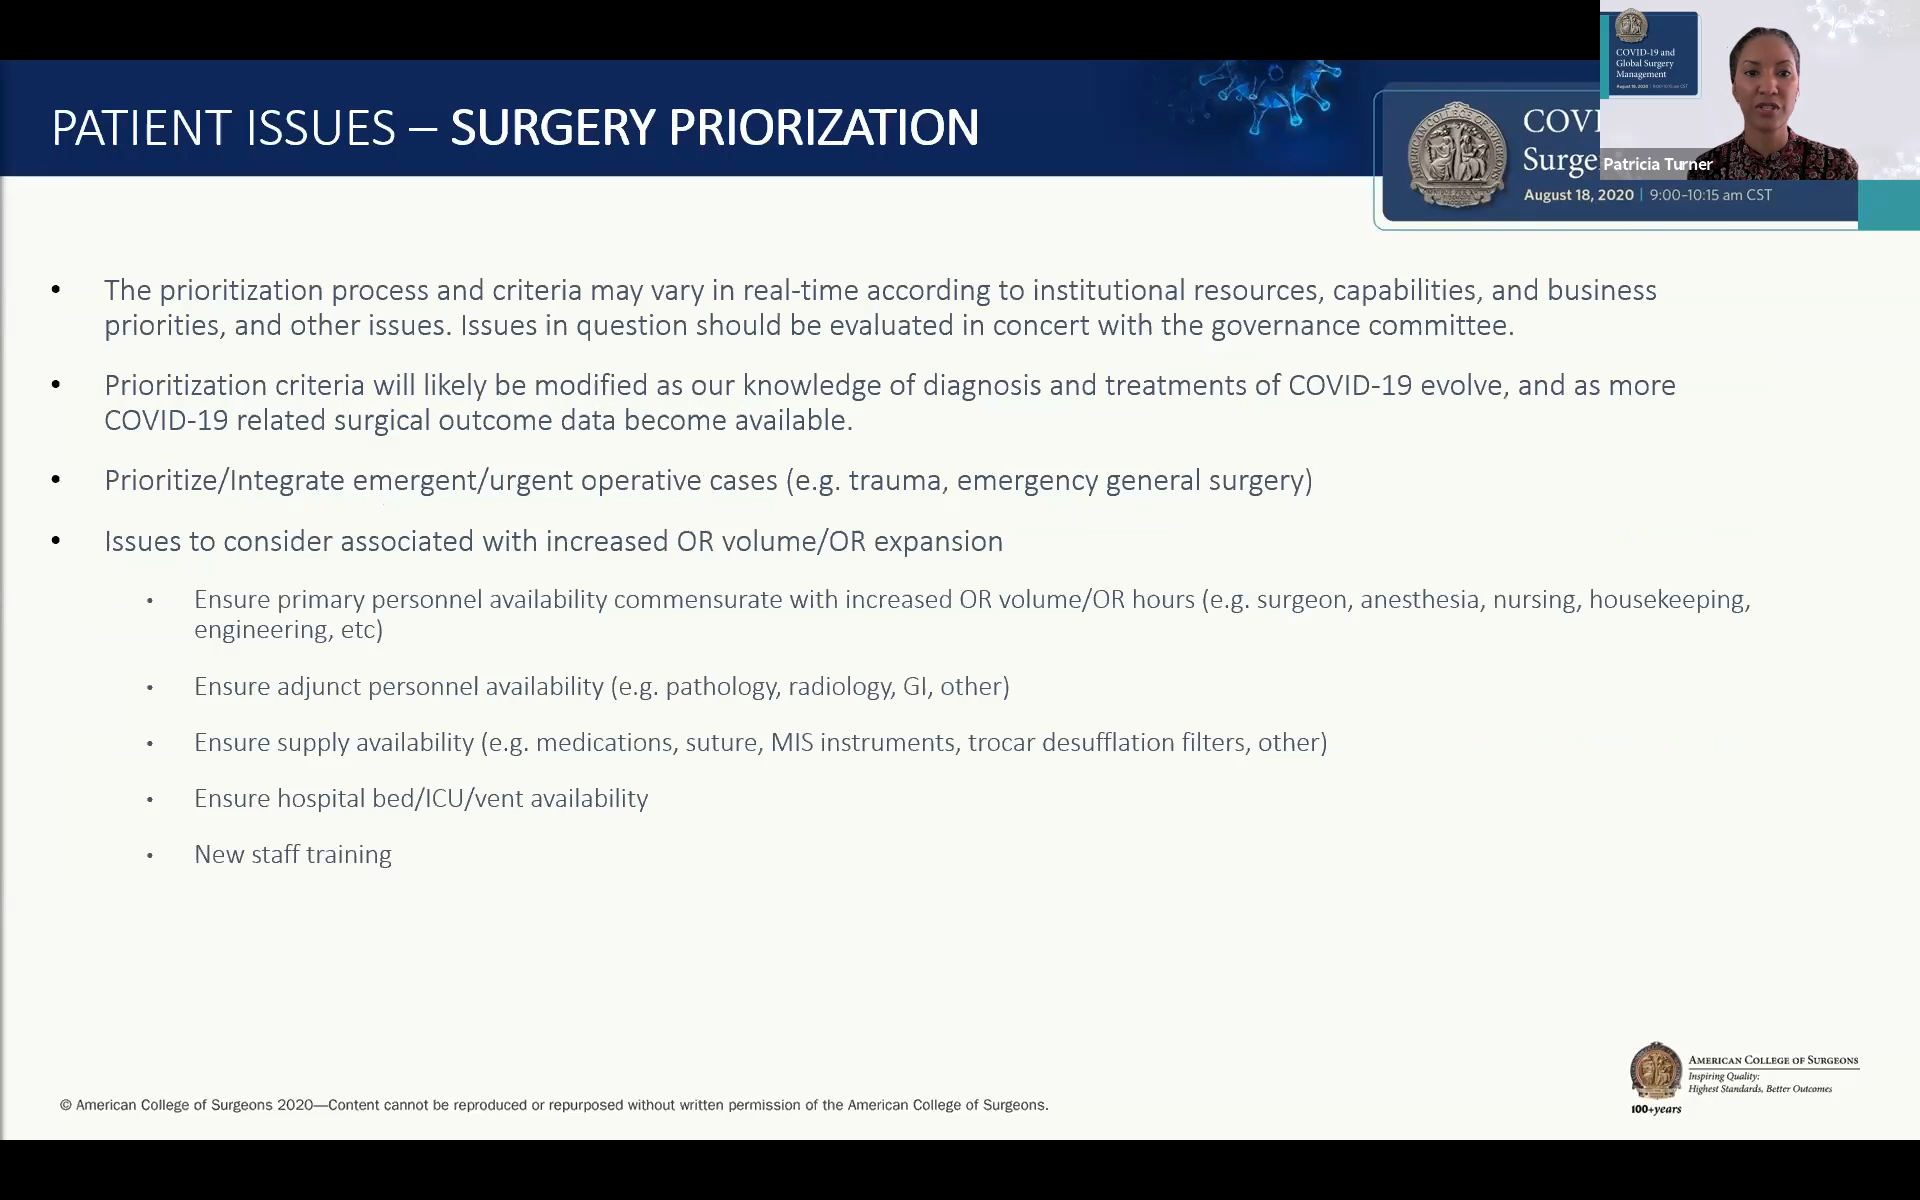 PATIENT ISSUES – SURGERY PRIORIZATION
COVI
Surge
August 18, 2020 | 9:00–10:15 am CST
COVID-19 and
Global Surgery
Management
August 18, 2020 | 9:00-10:15 am CST
Patricia Turner
• The prioritization process and criteria may vary in real-time according to institutional resources, capabilities, and business
priorities, and other issues. Issues in question should be evaluated in concert with the governance committee.
• Prioritization criteria will likely be modified as our knowledge of diagnosis and treatments of COVID-19 evolve, and as more
COVID-19 related surgical outcome data become available.
• Prioritize/Integrate emergent/urgent operative cases (e.g. trauma, emergency general surgery)
• Issues to consider associated with increased OR volume/OR expansion
• Ensure primary personnel availability commensurate with increased OR volume/OR hours (e.g. surgeon, anesthesia, nursing, housekeeping,
engineering, etc)
• Ensure adjunct personnel availability (e.g. pathology, radiology, GI, other)
• Ensure supply availability (e.g. medications, suture, MIS instruments, trocar desufflation filters, other)
• Ensure hospital bed/ICU/vent availability
• New staff training
AMERICAN COLLEGE OF SURGEONS
Inspiring Quality:
Highest Standards, Better Outcomes
100+years
© American College of Surgeons 2020—Content cannot be reproduced or repurposed without written permission of the American College of Surgeons.